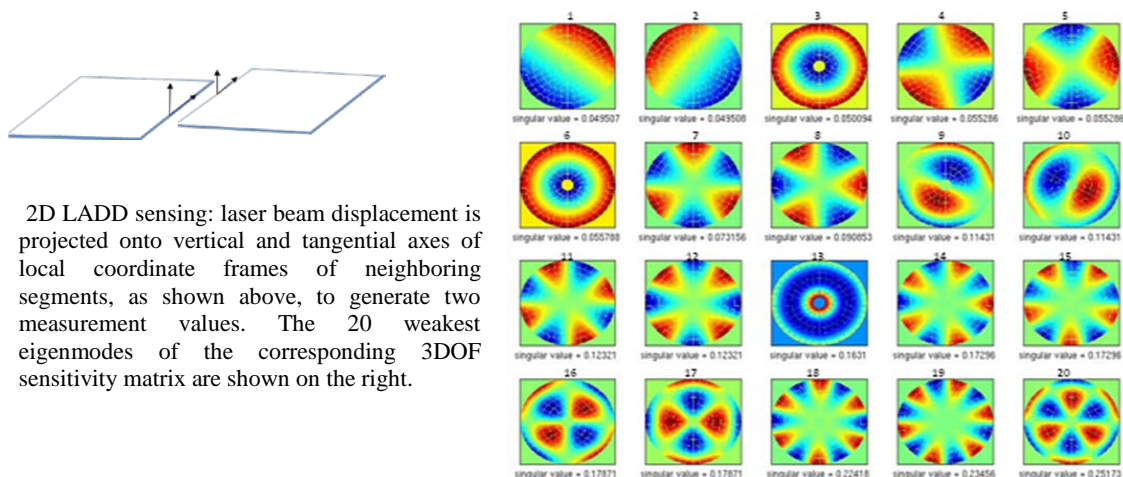 2D LADD sensing: laser beam displacement is
projected onto vertical and tangential axes of
local coordinate frames of neighboring
segments, as shown above, to generate two
measurement values. The 20 weakest
eigenmodes of the corresponding 3DOF
sensitivity matrix are shown on the right.
1 2 3 4 5
singular value = 0.049507 singular value = 0.049508 singular value = 0.050094 singular value = 0.055286 singular value = 0.055286
6 7 8 9 10
singular value = 0.055788 singular value = 0.073156 singular value = 0.090853 singular value = 0.11431 singular value = 0.11431
11 12 13 14 15
singular value = 0.12321 singular value = 0.12321 singular value = 0.1631 singular value = 0.17296 singular value = 0.17296
16 17 18 19 20
singular value = 0.17871 singular value = 0.17871 singular value = 0.22418 singular value = 0.23456 singular value = 0.25173